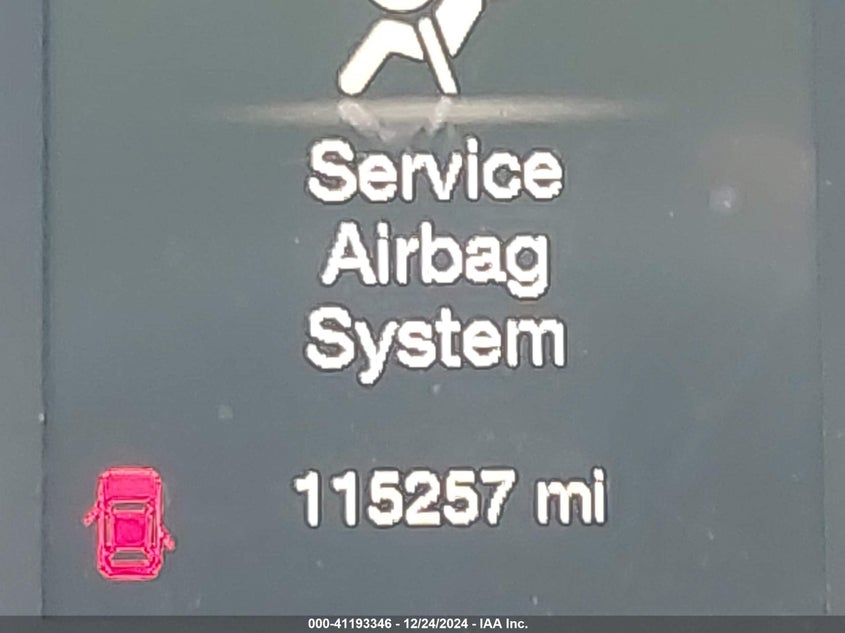 Service
Airbag
System
115257 mi
000-41193346 - 12/24/2024 - IAA Inc.